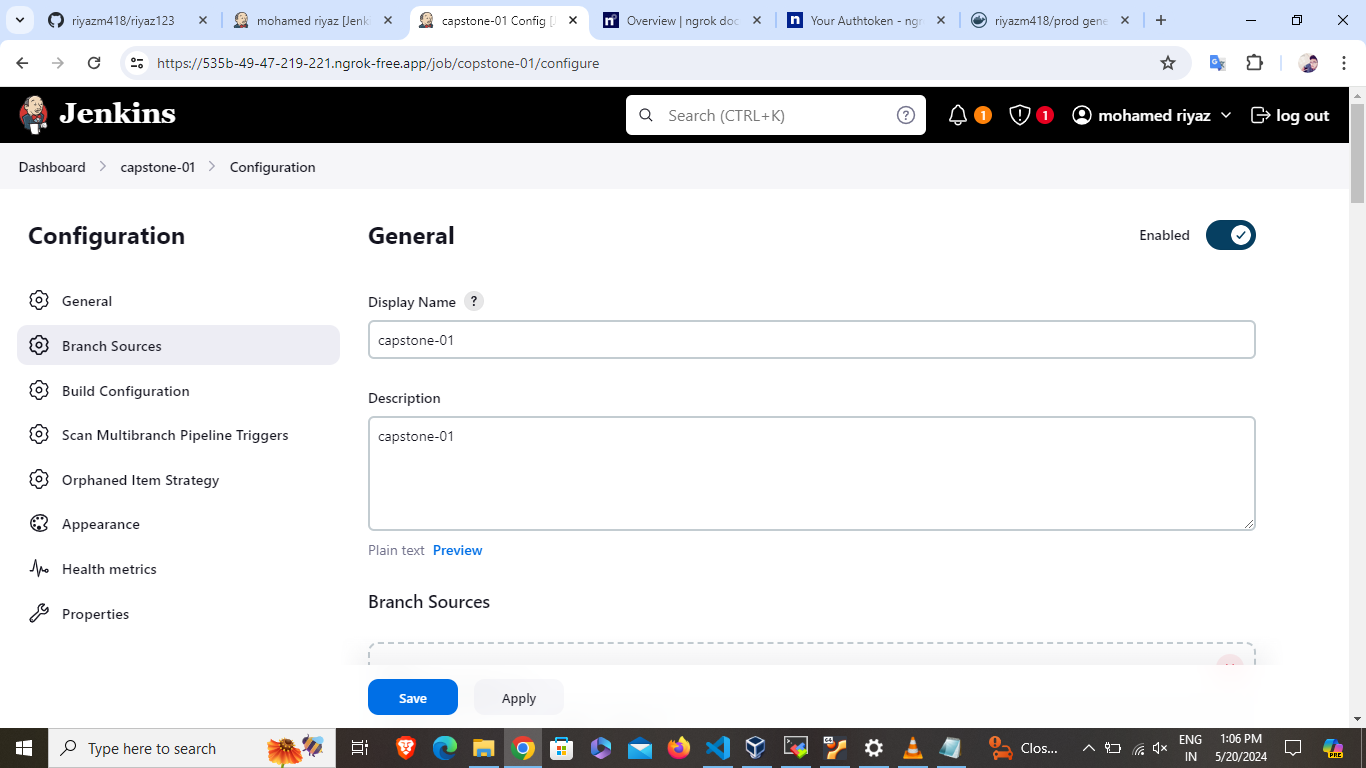 riyazm418/riyaz123
mohamed riyaz [Jenk
capstone-01 Config [J
Overview | ngrok doc
Your Authtoken - ngr
riyazm418/prod gene
https://535b-49-47-219-221.ngrok-free.app/job/copstone-01/configure
Jenkins
Search (CTRL+K)
?
1
1
mohamed riyaz
log out
Dashboard
capstone-01
Configuration
Configuration
General
Branch Sources
Build Configuration
Scan Multibranch Pipeline Triggers
Orphaned Item Strategy
Appearance
Health metrics
Properties
General
Enabled
Display Name ?
capstone-01
Description
capstone-01
Plain text Preview
Branch Sources
Save
Apply
Type here to search
Clos...
ENG
IN
1:06 PM
5/20/2024
PRE